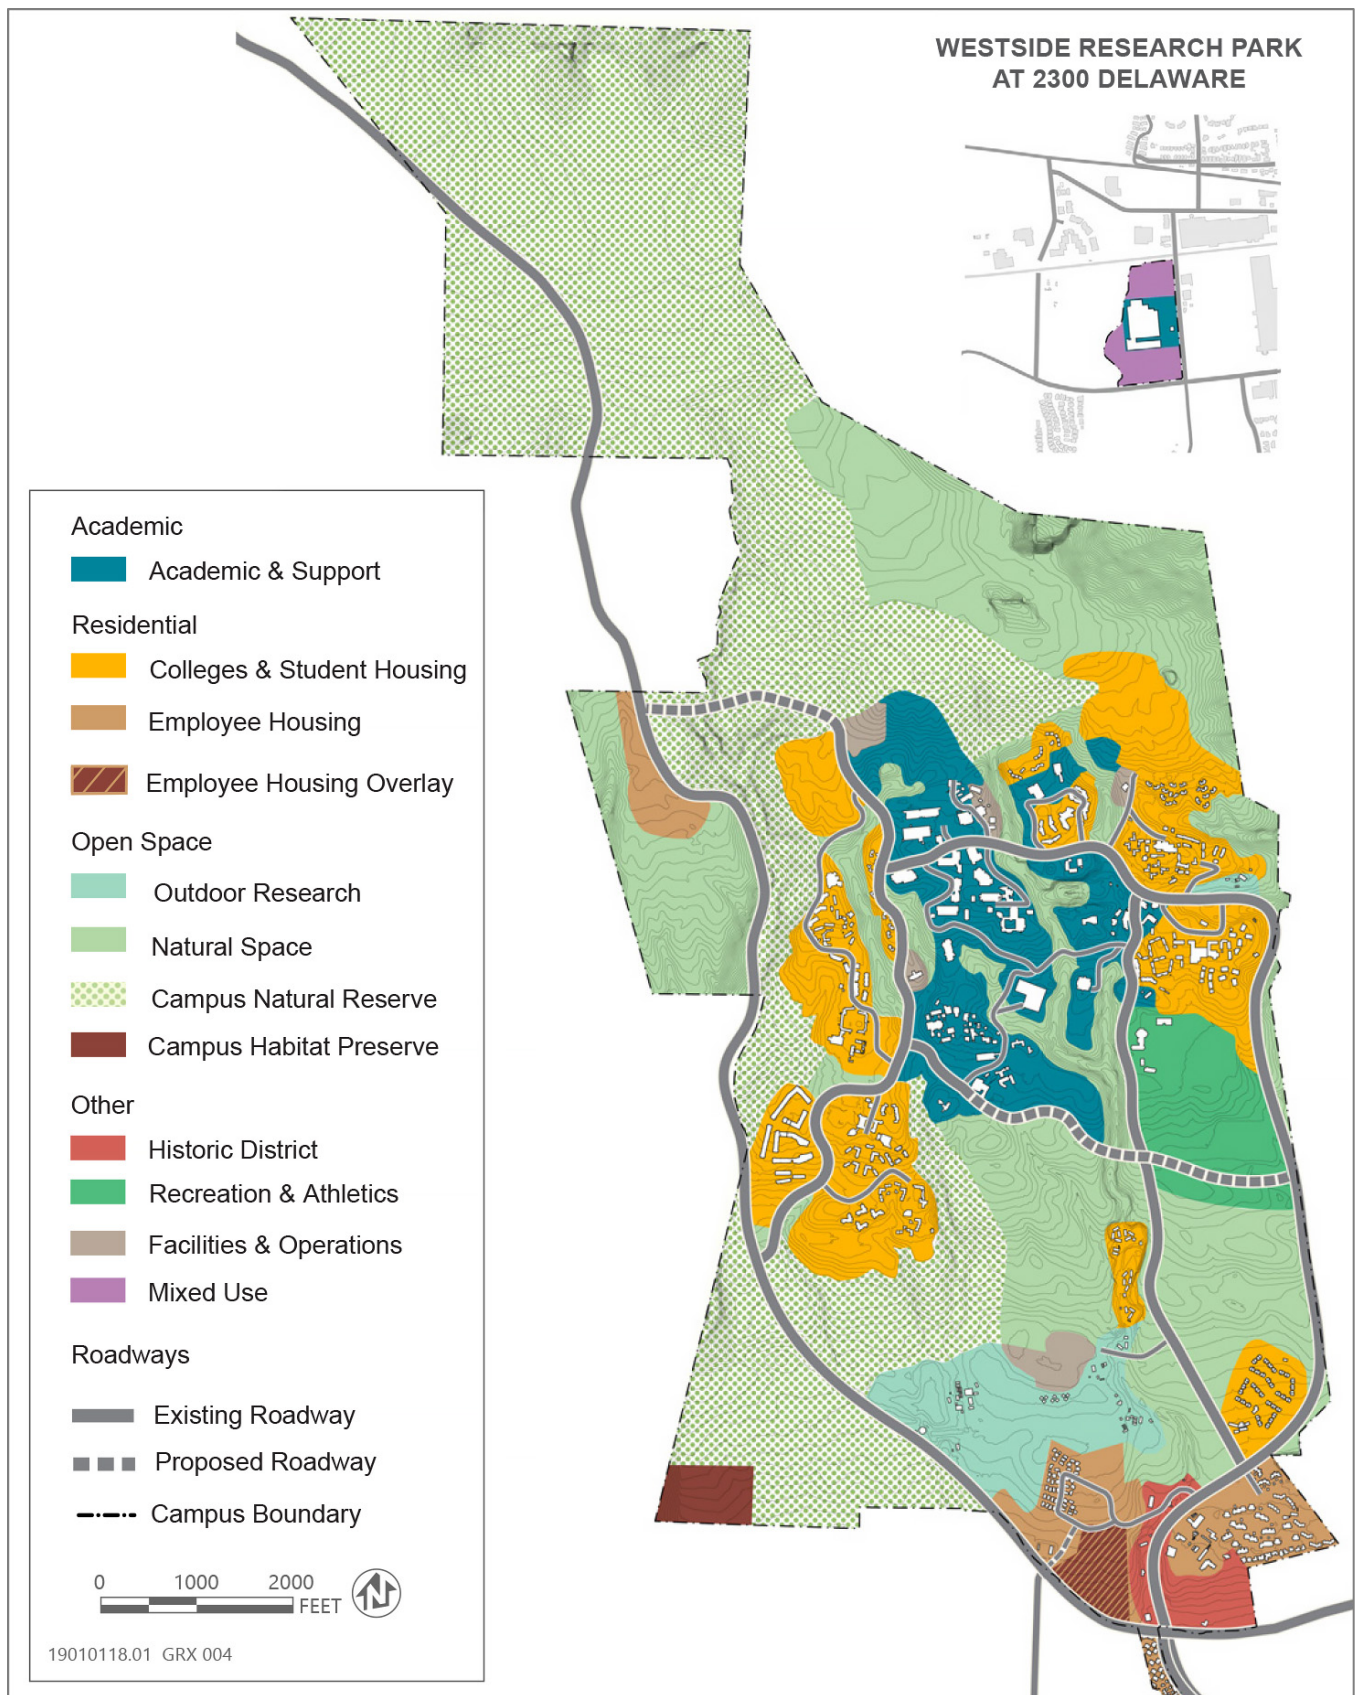 WESTSIDE RESEARCH PARK
AT 2300 DELAWARE
Academic
Academic & Support
Residential
Colleges & Student Housing
Employee Housing
Employee Housing Overlay
Open Space
Outdoor Research
Natural Space
Campus Natural Reserve
Campus Habitat Preserve
Other
Historic District
Recreation & Athletics
Facilities & Operations
Mixed Use
Roadways
Existing Roadway
Proposed Roadway
Campus Boundary
0 1000 2000
FEET
N
19010118.01 GRX 004